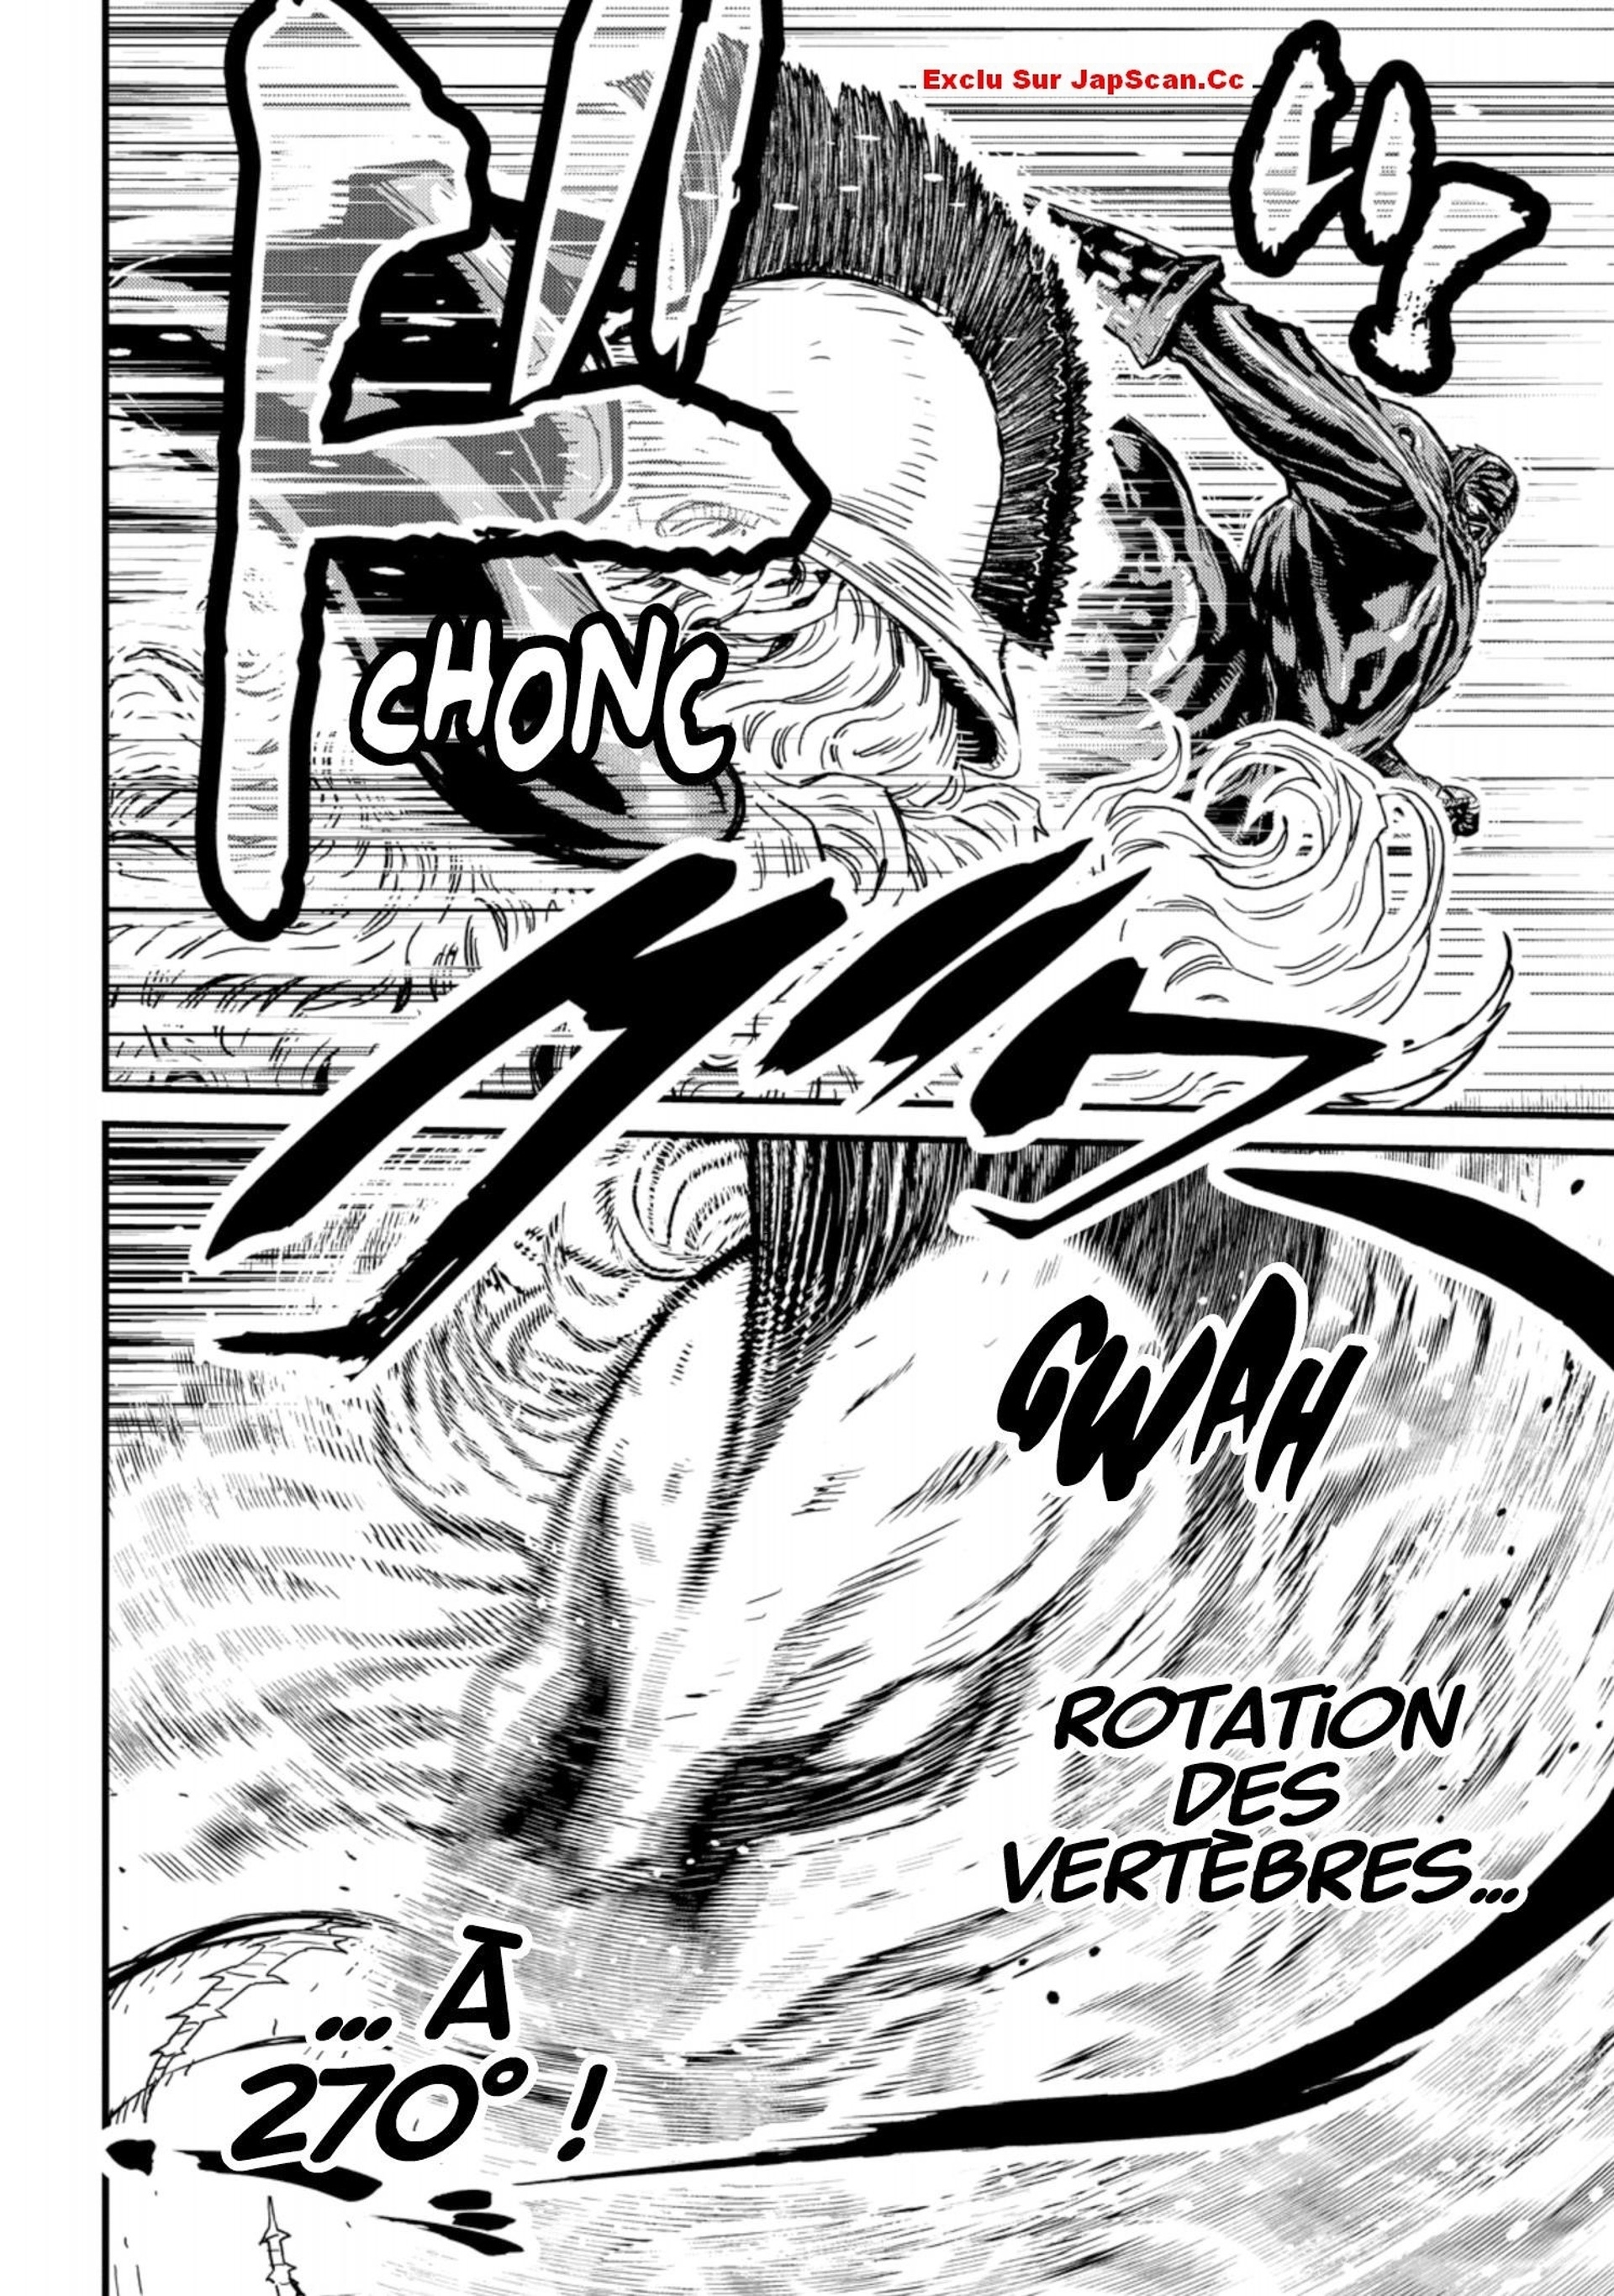 Exclu Sur JapScan.Cc
CHONC
GWAH
ROTATION
DES
VERTÈBRES...
... À
270° !